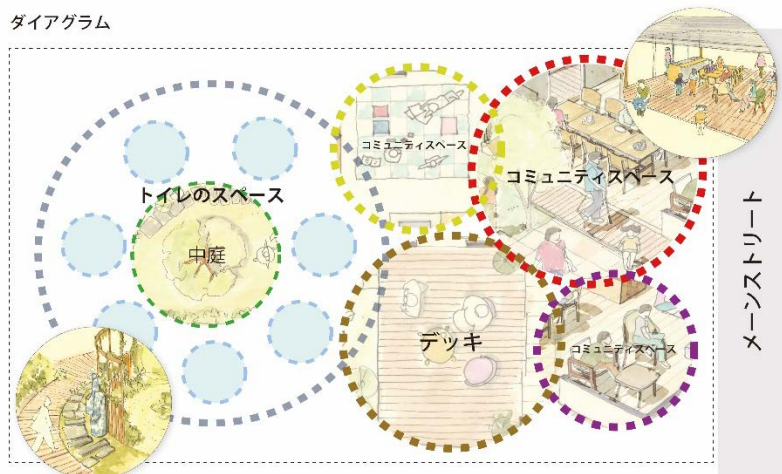 ダイアグラム
コミュニティスペース
コミュニティスペース
トイレのスペース
中庭
デッキ
コミュニティスペース
メーンストリート